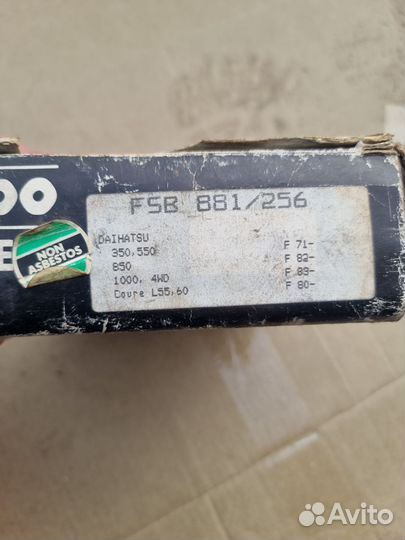 FSB 881/256
DAIHATSU
350,550 F 71-
850 F 82-
1000, 4WD F 83-
Coure L55,60 F 80-
NON
ASBESTOS
Avito